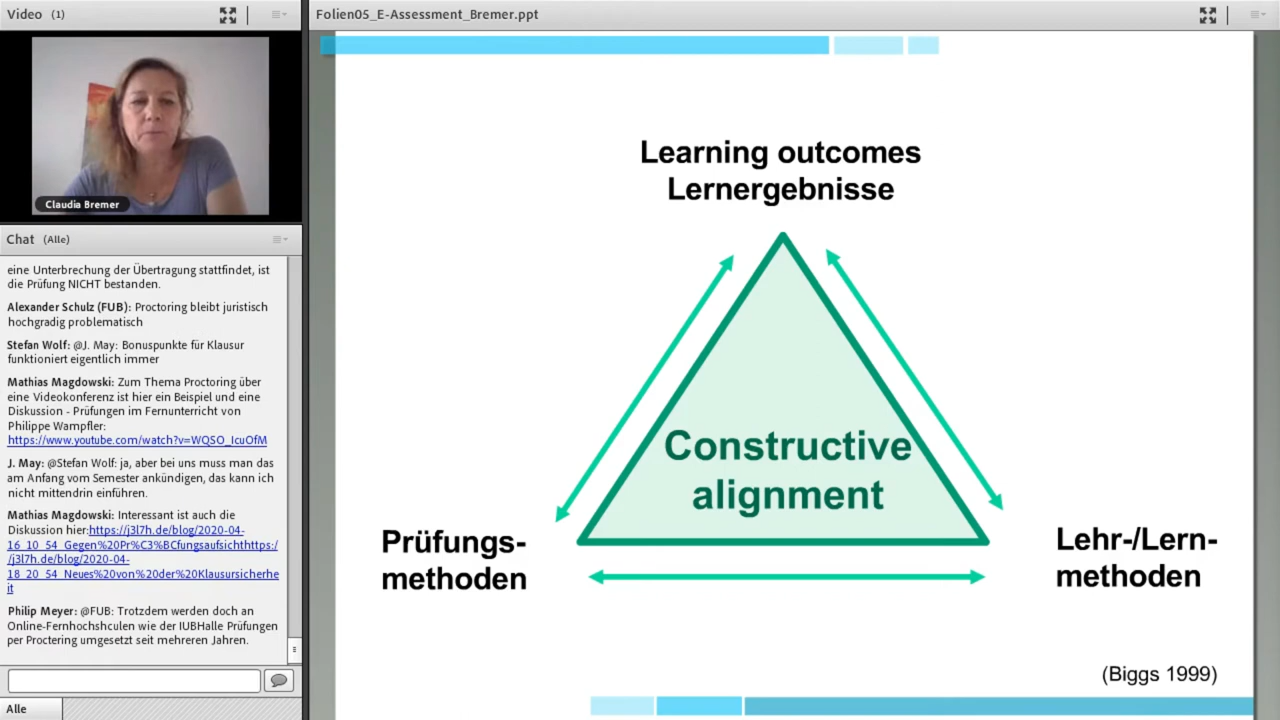 Video (1)
Claudia Bremer
Chat (Alle)
eine Unterbrechung der Übertragung stattfindet, ist
die Prüfung NICHT bestanden.
Alexander Schulz (FUB): Proctoring bleibt juristisch
hochgradig problematisch
Stefan Wolf: @J. May: Bonuspunkte für Klausur
funktioniert eigentlich immer
Mathias Magdowski: Zum Thema Proctoring über
eine Videokonferenz ist hier ein Beispiel und eine
Diskussion - Prüfungen im Fernunterricht von
Philippe Wampfler:
https://www.youtube.com/watch?v=WQSO_IcuOfM
J. May: @Stefan Wolf: ja, aber bei uns muss man das
am Anfang vom Semester ankündigen, das kann ich
nicht mittendrin einführen.
Mathias Magdowski: Interessant ist auch die
Diskussion hier:https://j3l7h.de/blog/2020-04-
16_10_54_Gegen%20Pr%C3%BCfungsaufsichthttps:/
/j3l7h.de/blog/2020-04-
18_20_54_Neues%20von%20der%20Klausursicherhe
it
Philip Meyer: @FUB: Trotzdem werden doch an
Online-Fernhochshculen wie der IUBHalle Prüfungen
per Proctering umgesetzt seit mehreren Jahren.
Alle
Folien05_E-Assessment_Bremer.ppt
Learning outcomes
Lernergebnisse
Constructive
alignment
Prüfungs-
methoden
Lehr-/Lern-
methoden
(Biggs 1999)